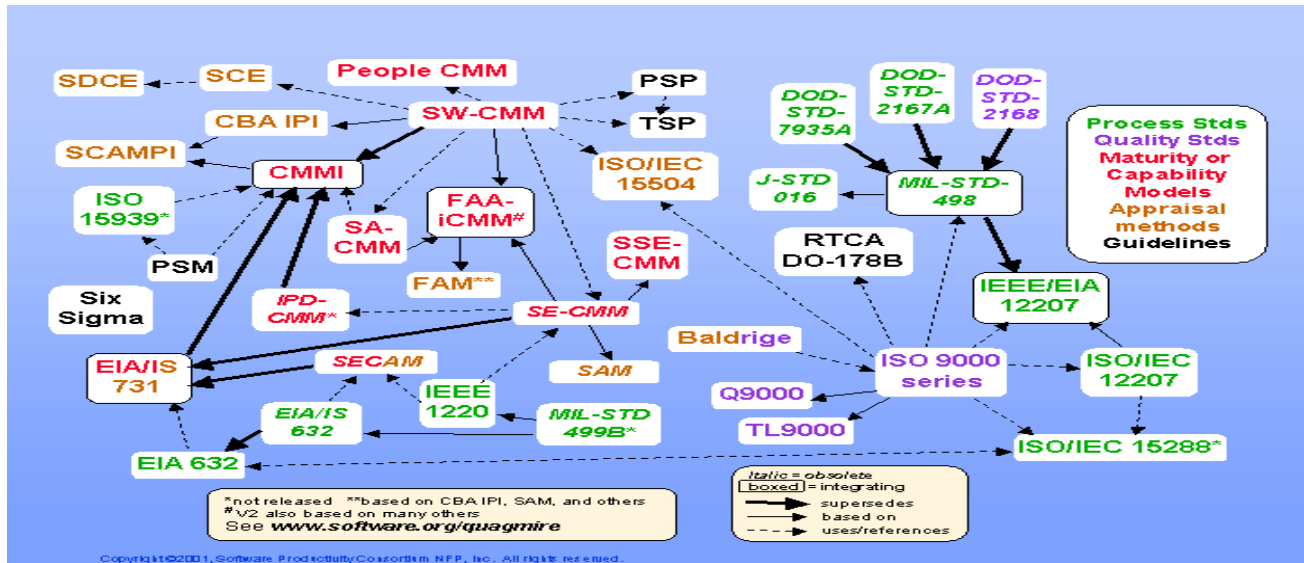 SDCE
SCE
People CMM
PSP
TSP
SW-CMM
CBA IPI
SCAMPI
CMMI
ISO
15939*
PSM
SA-
CMM
FAA-
iCMM#
FAM**
ISO/IEC
15504
SSE-
CMM
Six
Sigma
IPD-
CMM*
SE-CMM
SAM
EIA/IS
731
SECAM
IEEE
1220
EIA/IS
632
MIL-STD
499B*
EIA 632
DOD-
STD-
7935A
DOD-
STD-
2167A
DOD-
STD-
2168
J-STD
016
MIL-STD-
498
RTCA
DO-178B
IEEE/EIA
12207
Baldrige
ISO 9000
series
ISO/IEC
12207
Q9000
TL9000
ISO/IEC 15288*
Process Stds
Quality Stds
Maturity or
Capability
Models
Appraisal
methods
Guidelines
*not released **based on CBA IPI, SAM, and others
#V2 also based on many others
See www.software.org/quagmire
Italic = obsolete
boxed = integrating
supersedes
based on
uses/references
Copyright©2001, Software Productivity Consortium NFP, Inc. All rights reserved.